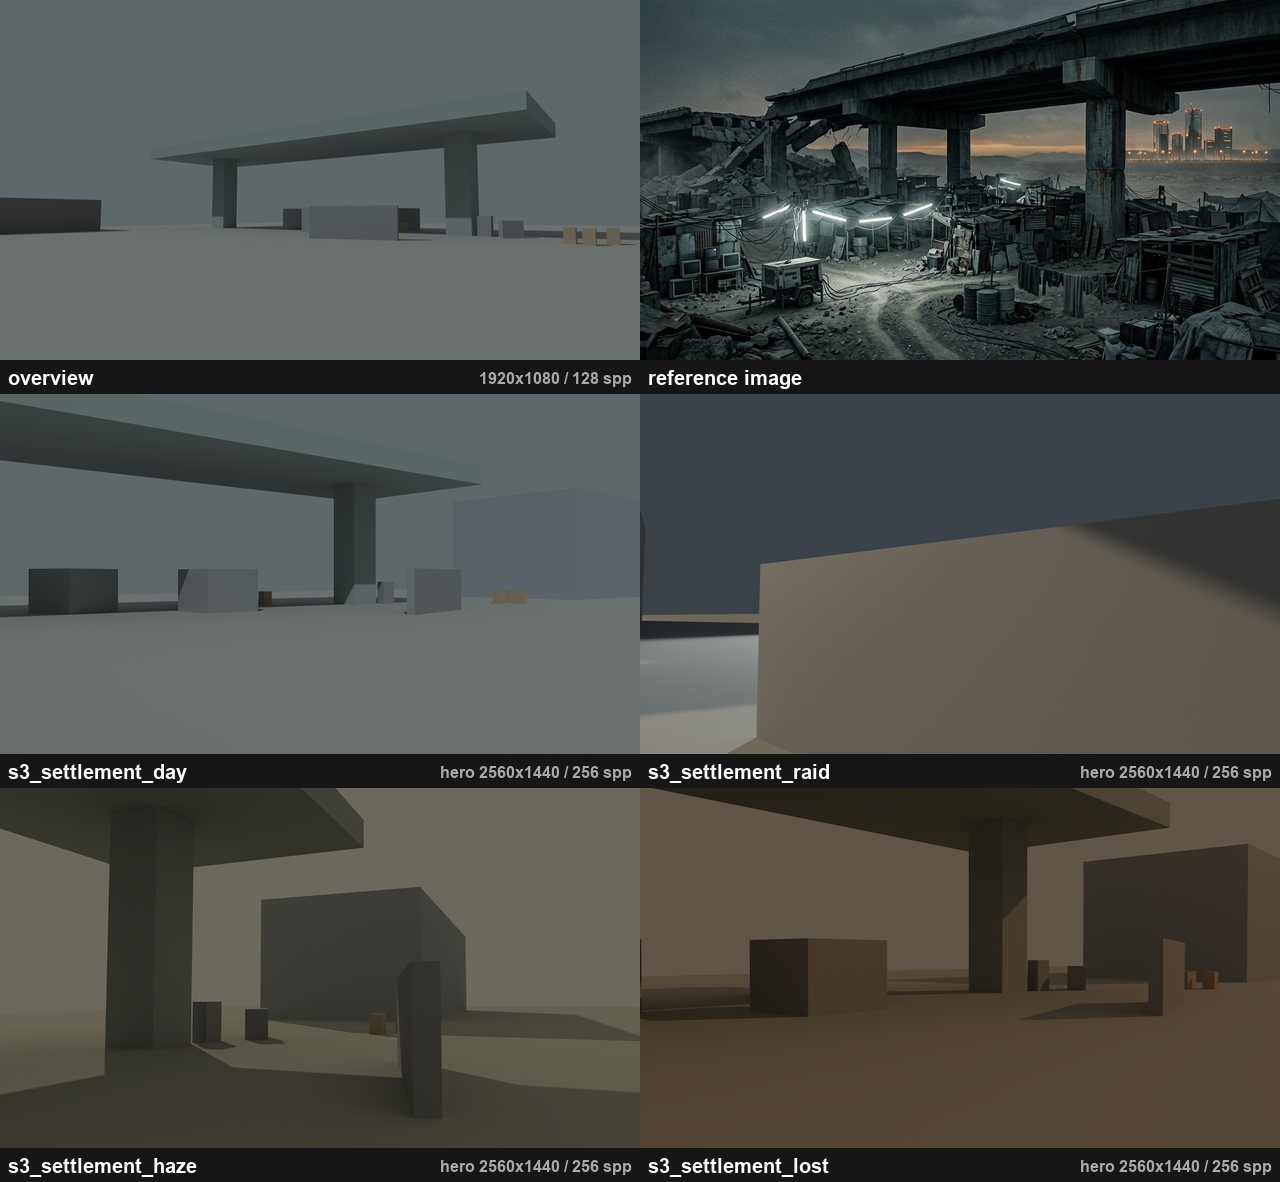 overview
1920x1080 / 128 spp
reference image
s3_settlement_day
hero 2560x1440 / 256 spp
s3_settlement_raid
hero 2560x1440 / 256 spp
s3_settlement_haze
hero 2560x1440 / 256 spp
s3_settlement_lost
hero 2560x1440 / 256 spp